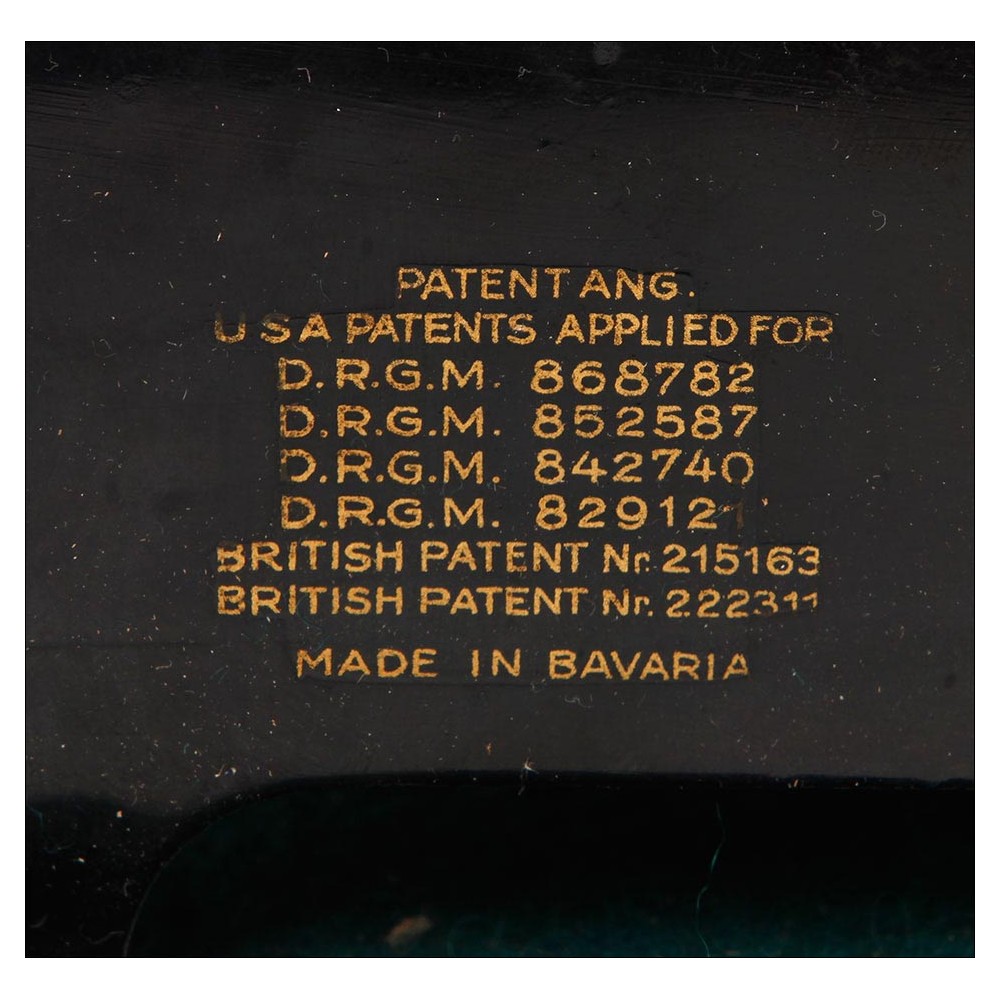 PATENT ANG.
USA PATENTS APPLIED FOR
D.R.G.M. 868782
D.R.G.M. 852587
D.R.G.M. 842740
D.R.G.M. 829121
BRITISH PATENT Nr. 215163
BRITISH PATENT Nr. 222311
MADE IN BAVARIA